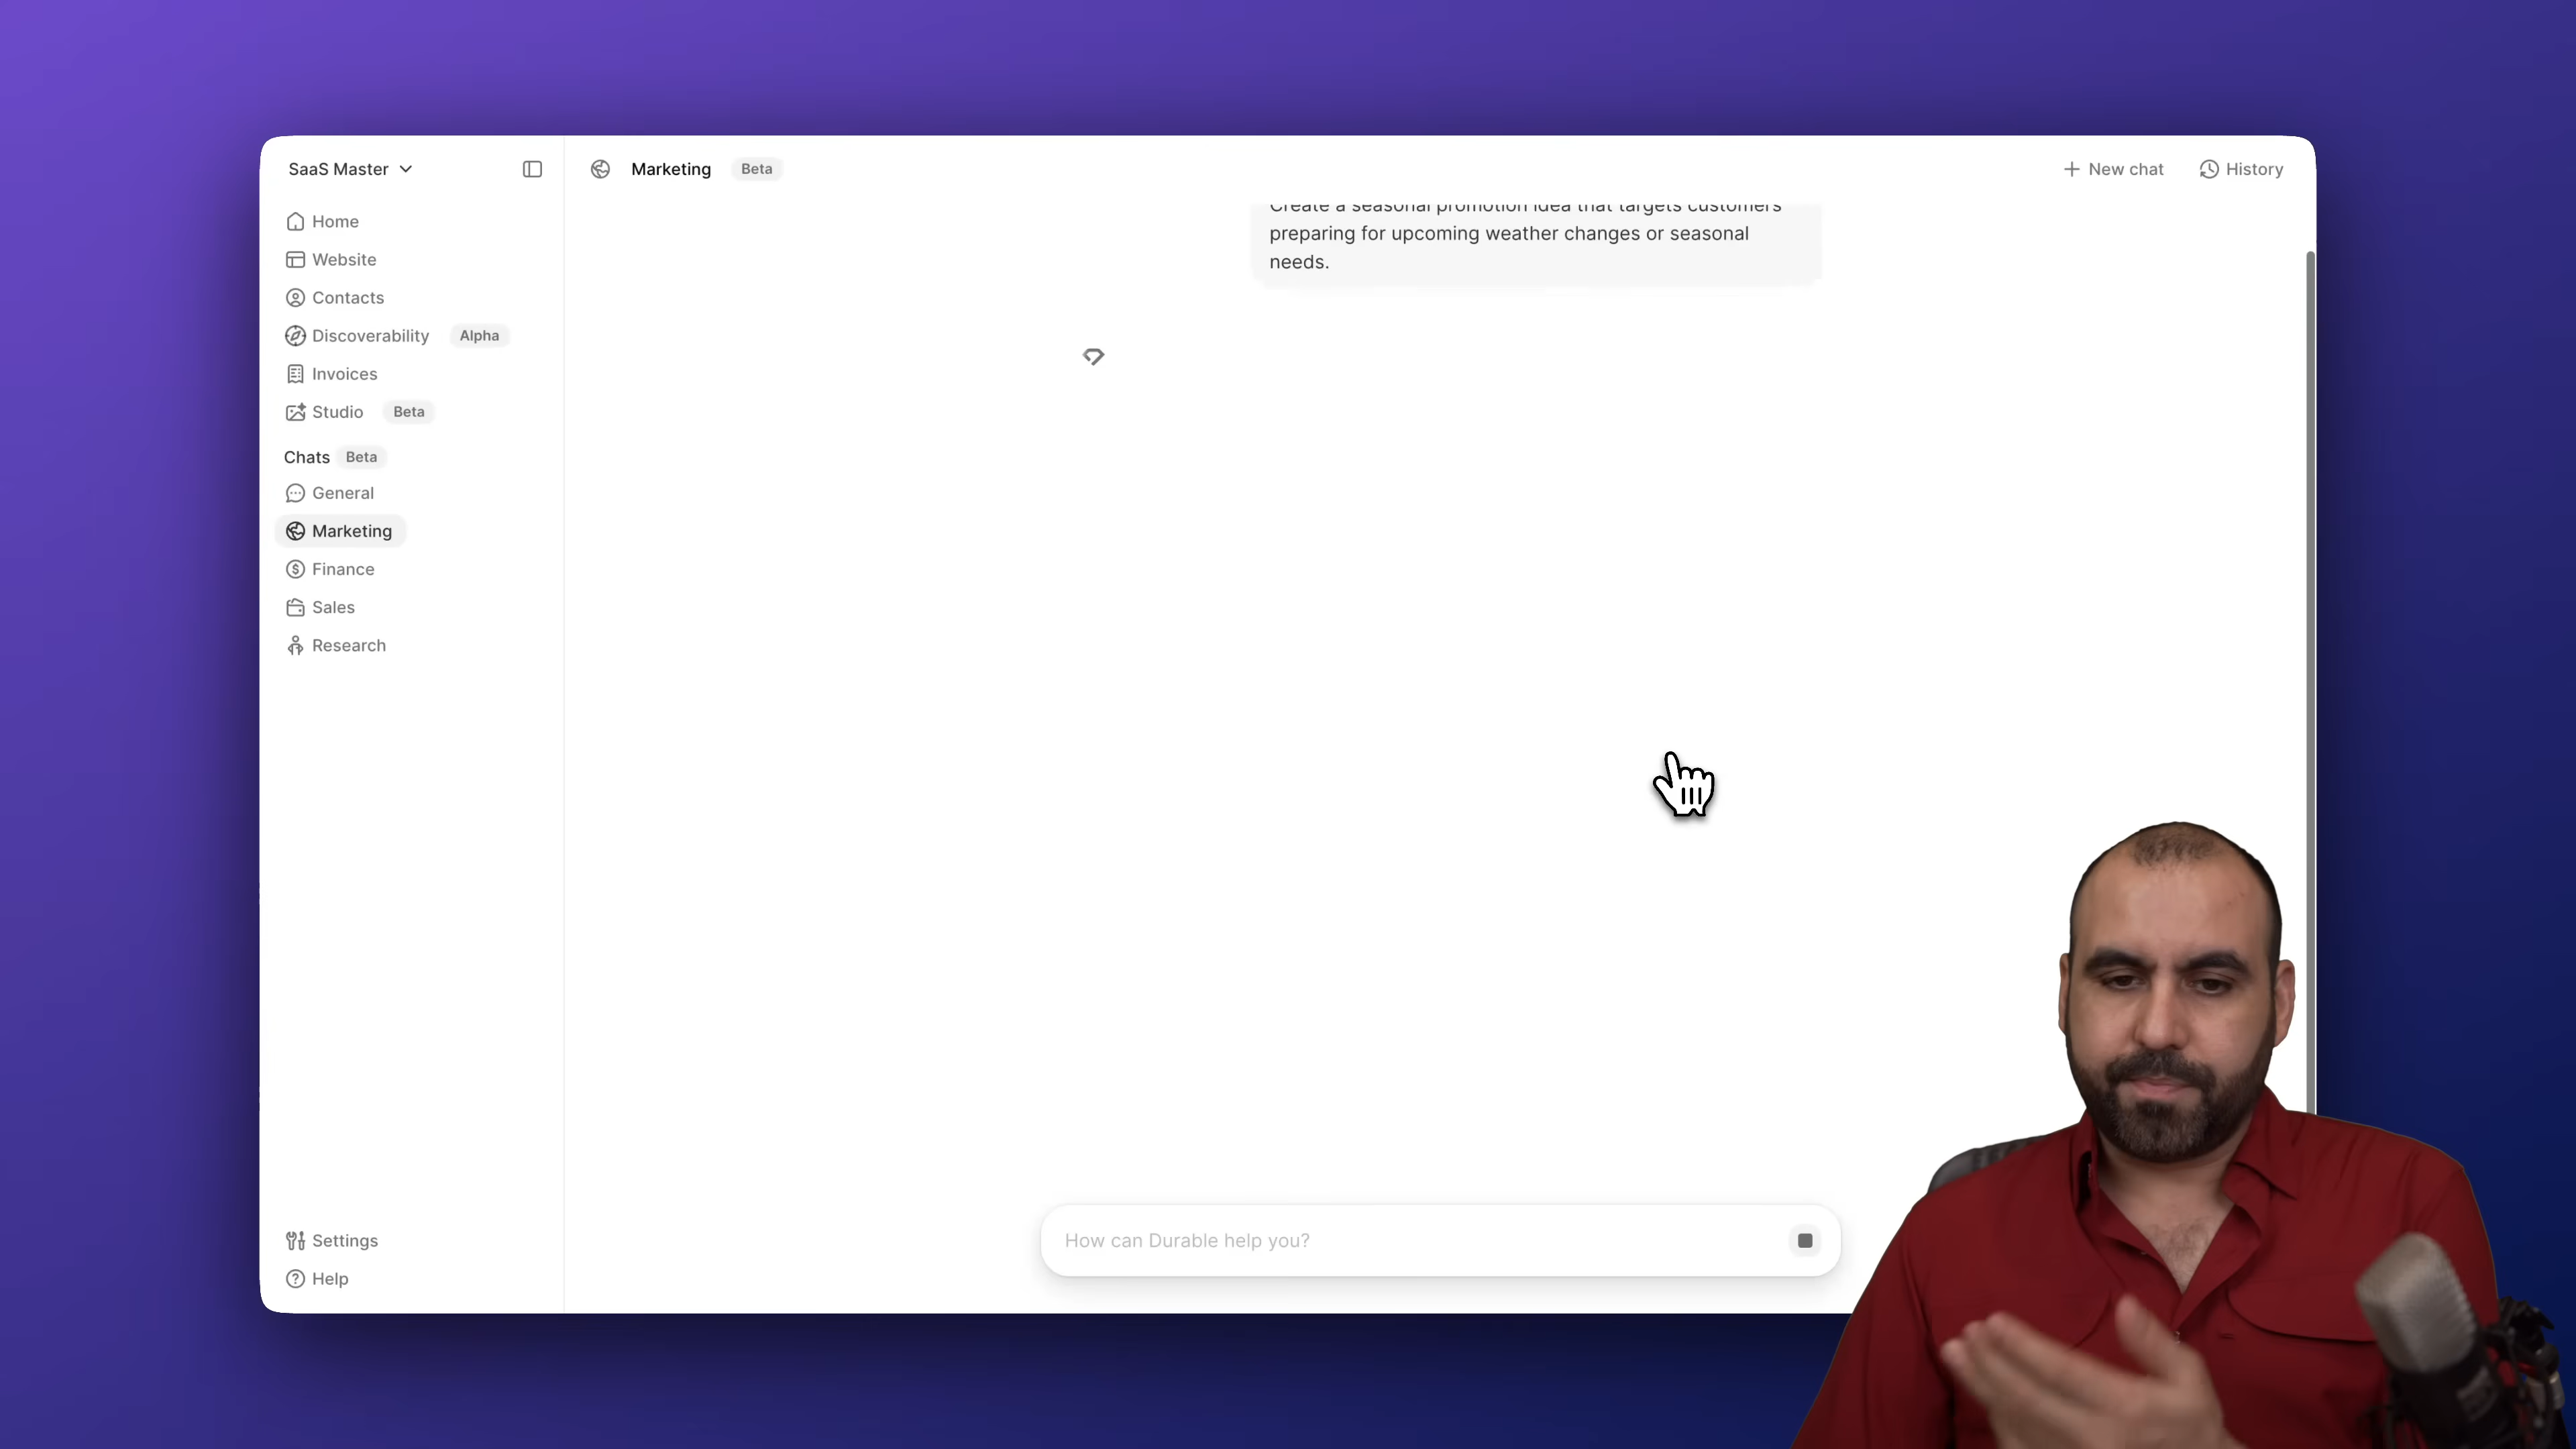 SaaS Master
Marketing Beta
New chat
History
Home
Website
Contacts
Discoverability Alpha
Invoices
Studio Beta
Chats Beta
General
Marketing
Finance
Sales
Research
Settings
Help
Create a seasonal promotion idea that targets customers
preparing for upcoming weather changes or seasonal
needs.
How can Durable help you?